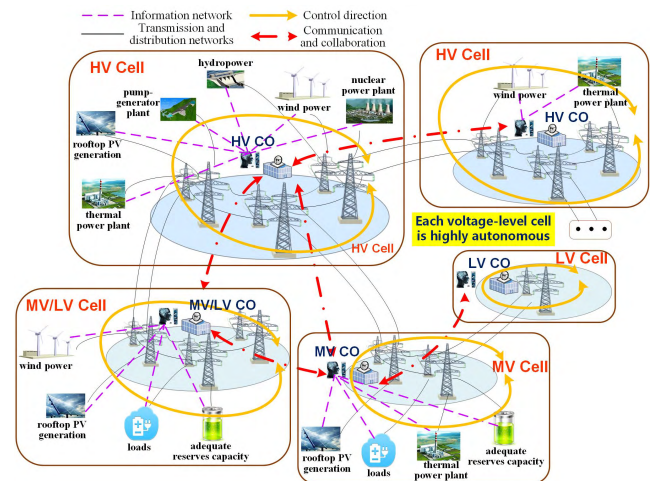 Information network
Control direction
Transmission and
distribution networks
Communication
and collaboration
HV Cell
hydropower
pump-
generator
plant
wind power
nuclear
power plant
rooftop PV
generation
HV CO
thermal
power plant
HV Cell
HV Cell
wind power
thermal
power plant
HV CO
Each voltage-level cell
is highly autonomous
LV CO
LV Cell
MV/LV Cell
MV/LV CO
wind power
rooftop PV
generation
loads
adequate
reserves capacity
MV CO
MV Cell
rooftop PV
generation
loads
thermal
power plant
adequate
reserves capacity